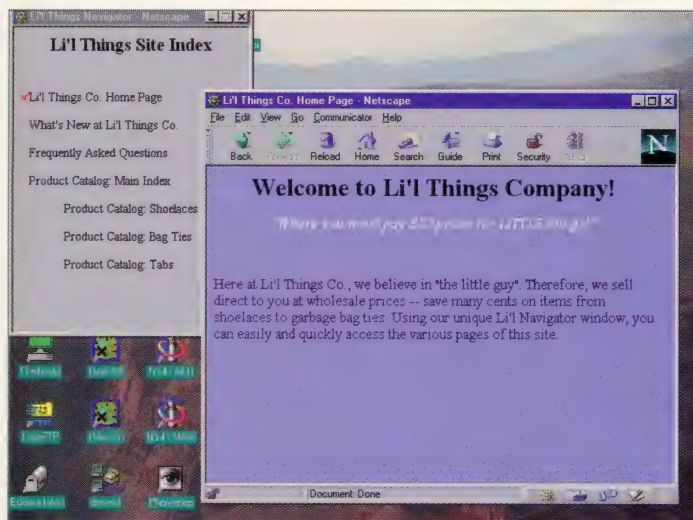 Li'l Things Navigator - Netscape
Li'l Things Site Index
Li'l Things Co. Home Page
What's New at Li'l Things Co.
Frequently Asked Questions
Product Catalog: Main Index
Product Catalog: Shoelaces
Product Catalog: Bag Ties
Product Catalog: Tabs
Li'l Things Co. Home Page - Netscape
File Edit View Go Communicator Help
Back Reload Home Search Guide Print Security
N
Welcome to Li'l Things Company!
Here at Li'l Things Co., we believe in "the little guy". Therefore, we sell
direct to you at wholesale prices -- save many cents on items from
shoelaces to garbage bag ties. Using our unique Li'l Navigator window, you
can easily and quickly access the various pages of this site.
Document: Done